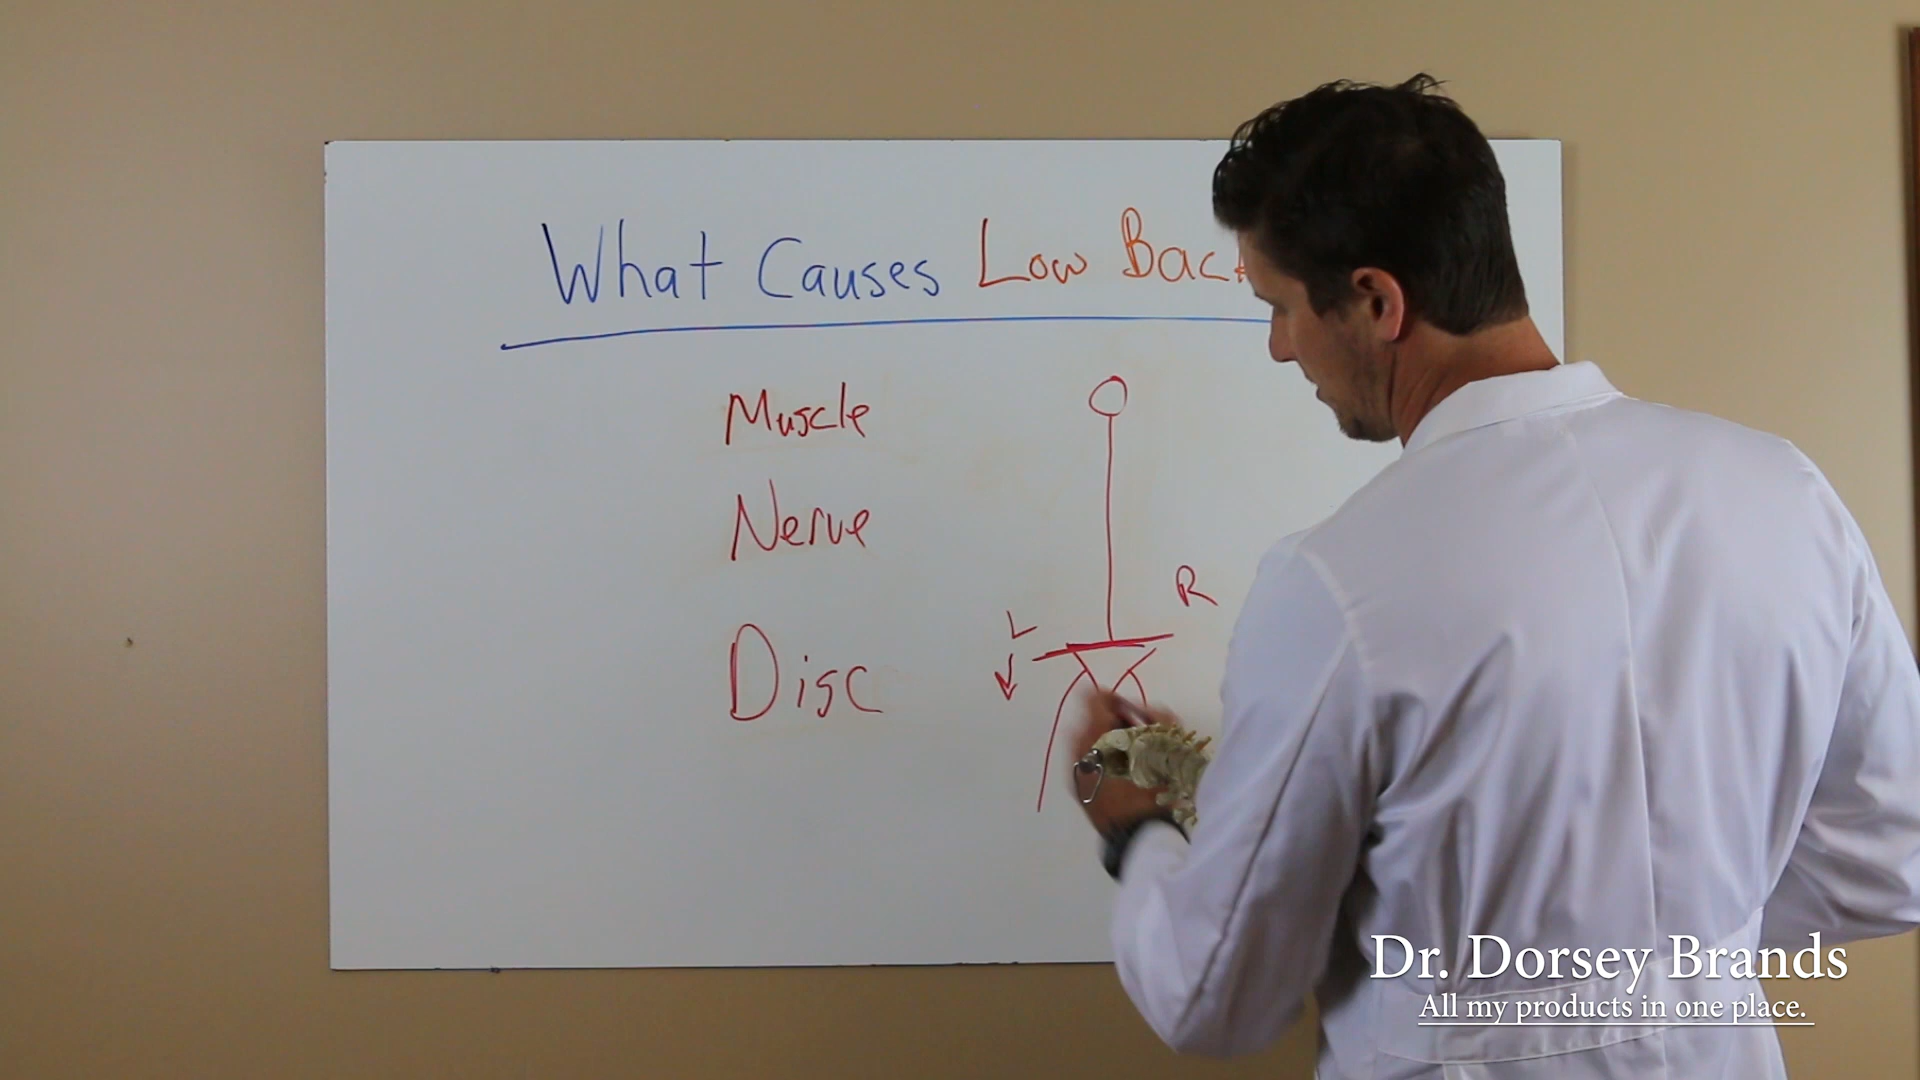 What Causes Low Back
Muscle
Nerve
R
L
Disc
Dr. Dorsey Brands
All my products in one place.